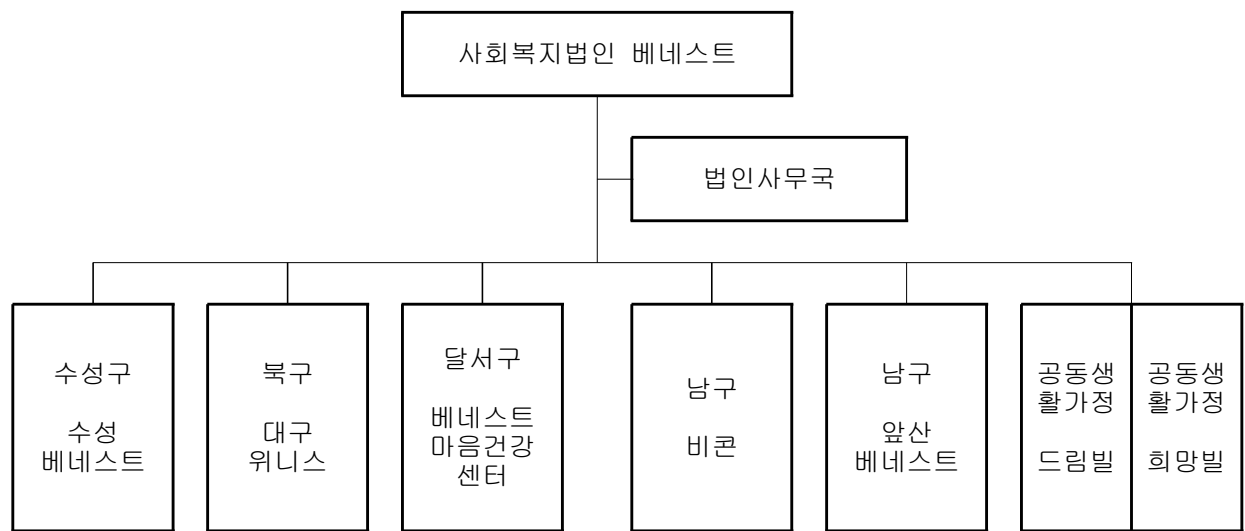 사회복지법인 베네스트
법인사무국
수성구
수성
베네스트
북구
대구
위니스
달서구
베네스트
마음건강
센터
남구
비콘
남구
앞산
베네스트
공동생
활가정
드림빌
공동생
활가정
희망빌